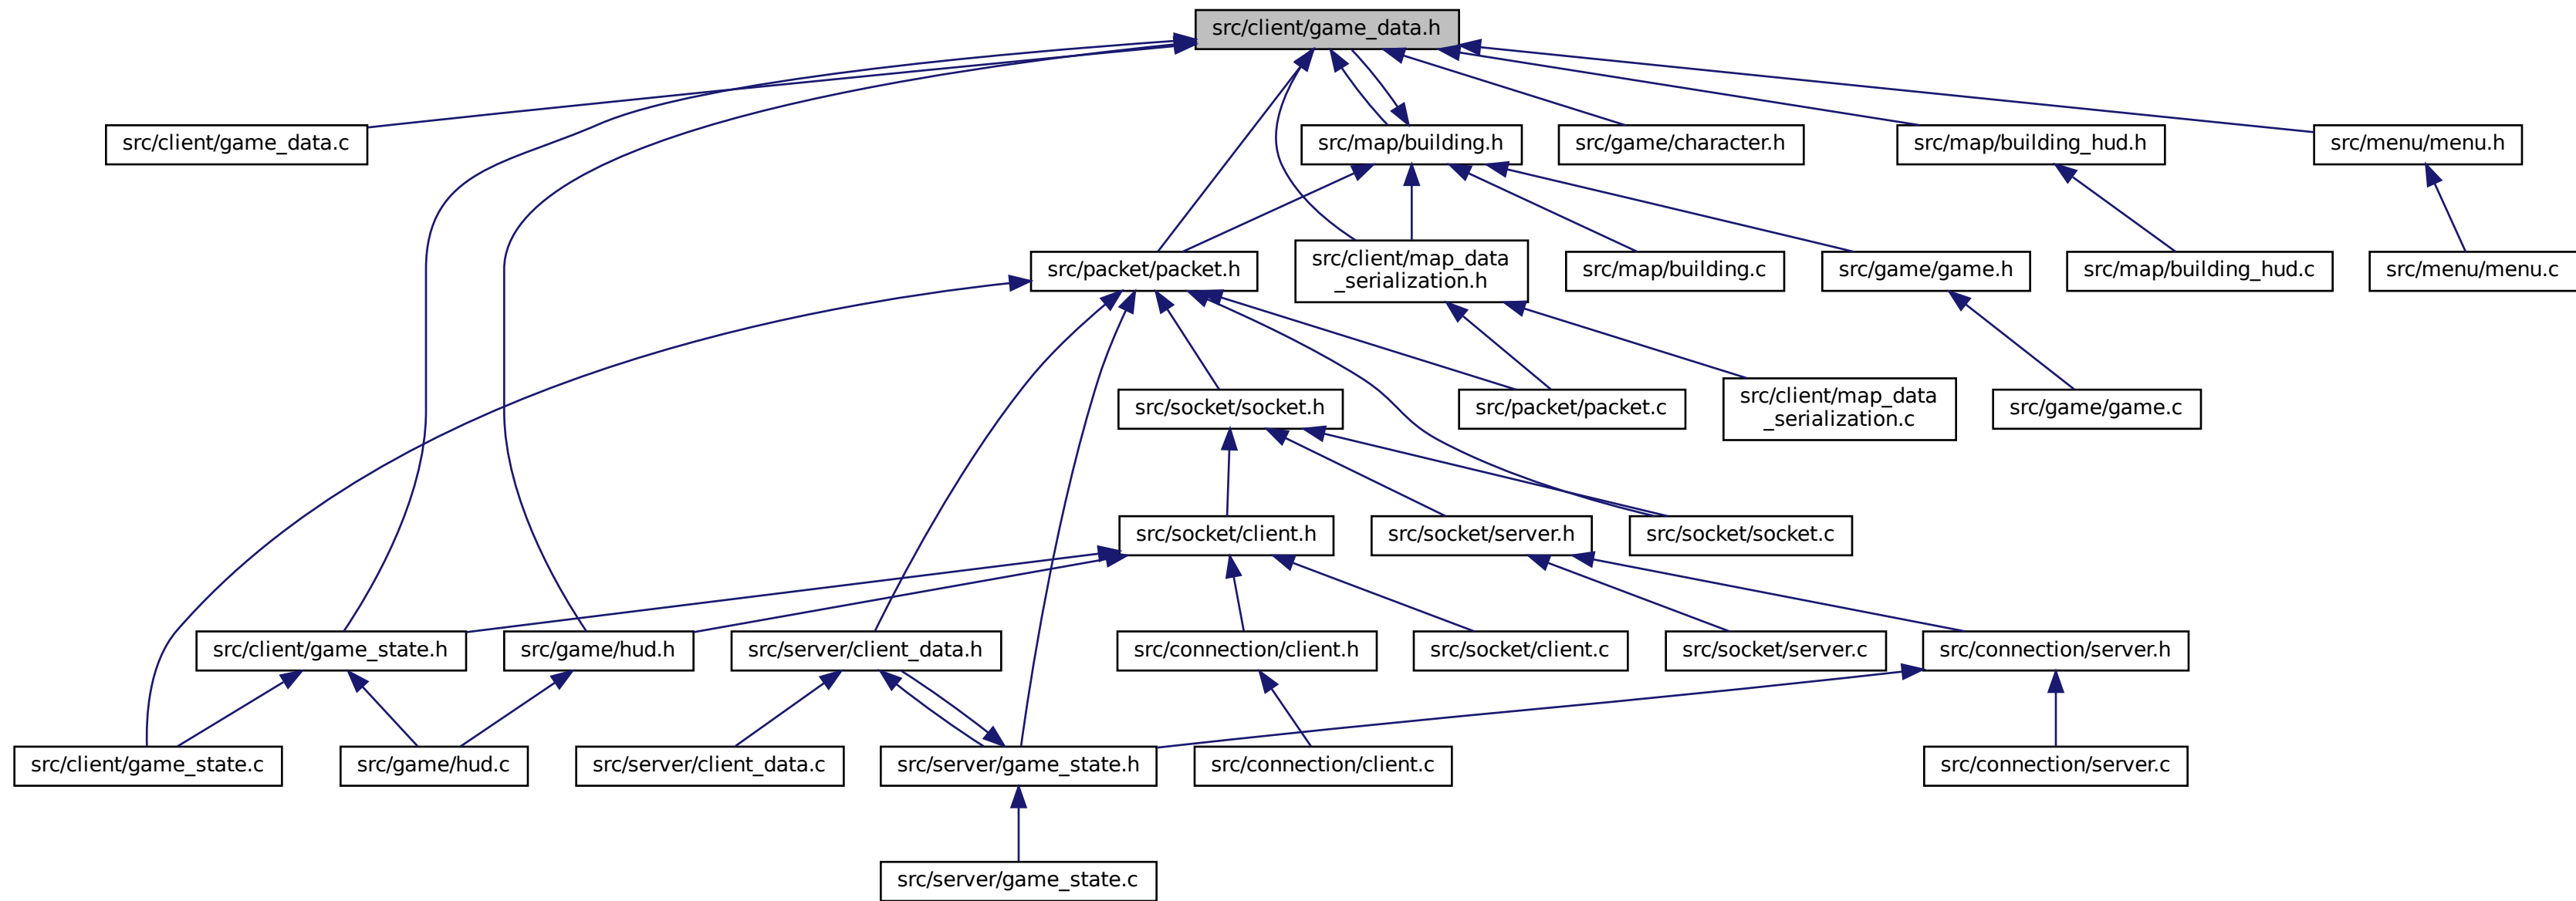 src/client/game_data.h
src/client/game_data.c
src/map/building.h
src/game/character.h
src/map/building_hud.h
src/menu/menu.h
src/packet/packet.h
src/client/map_data
_serialization.h
src/map/building.c
src/game/game.h
src/map/building_hud.c
src/menu/menu.c
src/socket/socket.h
src/packet/packet.c
src/client/map_data
_serialization.c
src/game/game.c
src/socket/client.h
src/socket/server.h
src/socket/socket.c
src/client/game_state.h
src/game/hud.h
src/server/client_data.h
src/connection/client.h
src/socket/client.c
src/socket/server.c
src/connection/server.h
src/client/game_state.c
src/game/hud.c
src/server/client_data.c
src/server/game_state.h
src/connection/client.c
src/connection/server.c
src/server/game_state.c